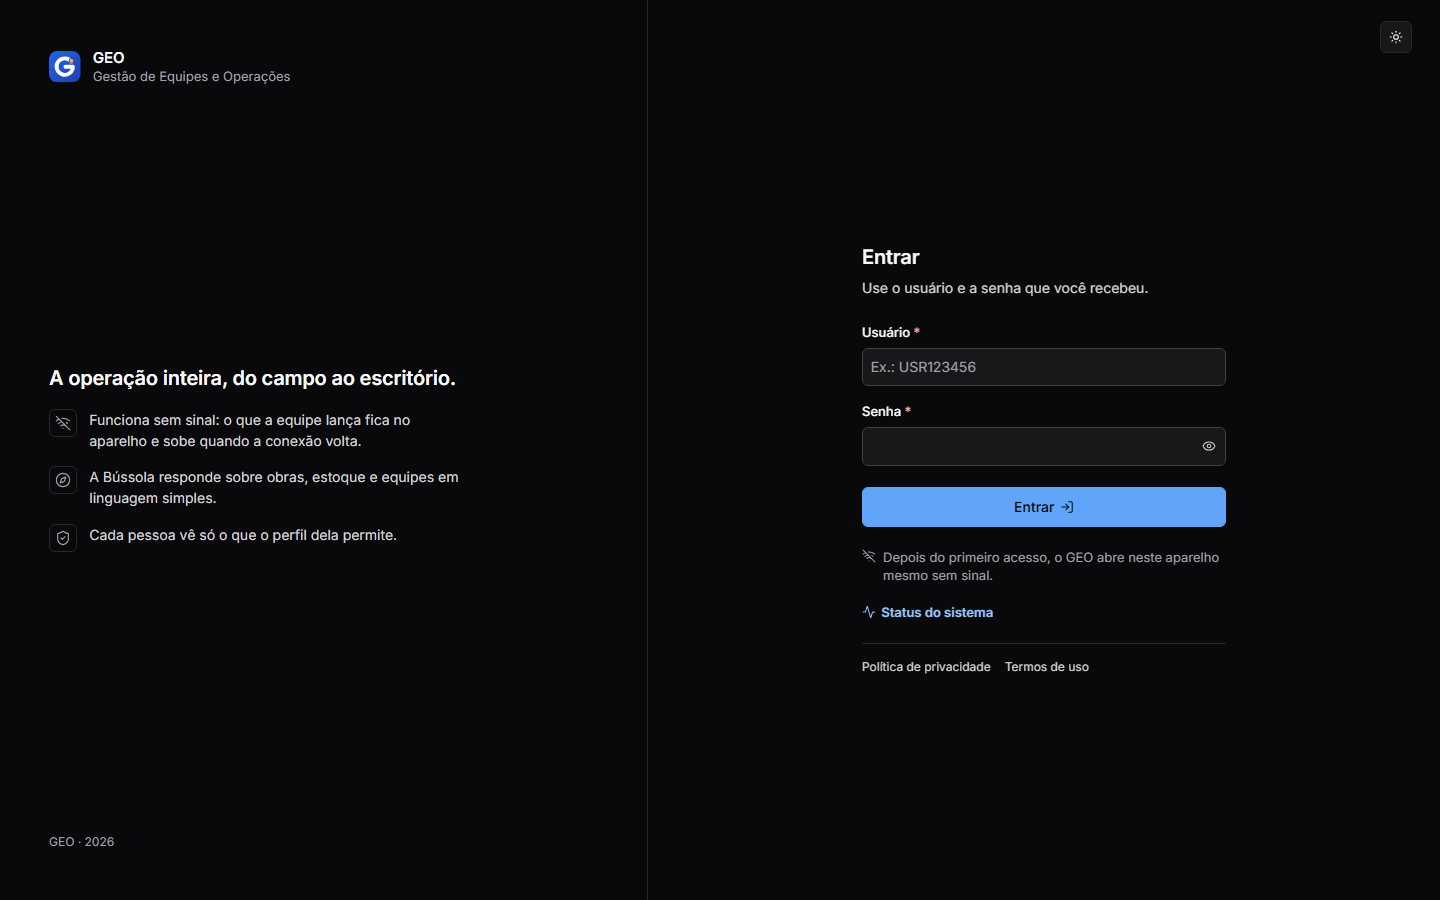 GEO
Gestão de Equipes e Operações
A operação inteira, do campo ao escritório.
Funciona sem sinal: o que a equipe lança fica no
aparelho e sobe quando a conexão volta.
A Bússola responde sobre obras, estoque e equipes em
linguagem simples.
Cada pessoa vê só o que o perfil dela permite.
GEO · 2026
Entrar
Use o usuário e a senha que você recebeu.
Usuário *
Ex.: USR123456
Senha *
Entrar
Depois do primeiro acesso, o GEO abre neste aparelho
mesmo sem sinal.
Status do sistema
Política de privacidade Termos de uso